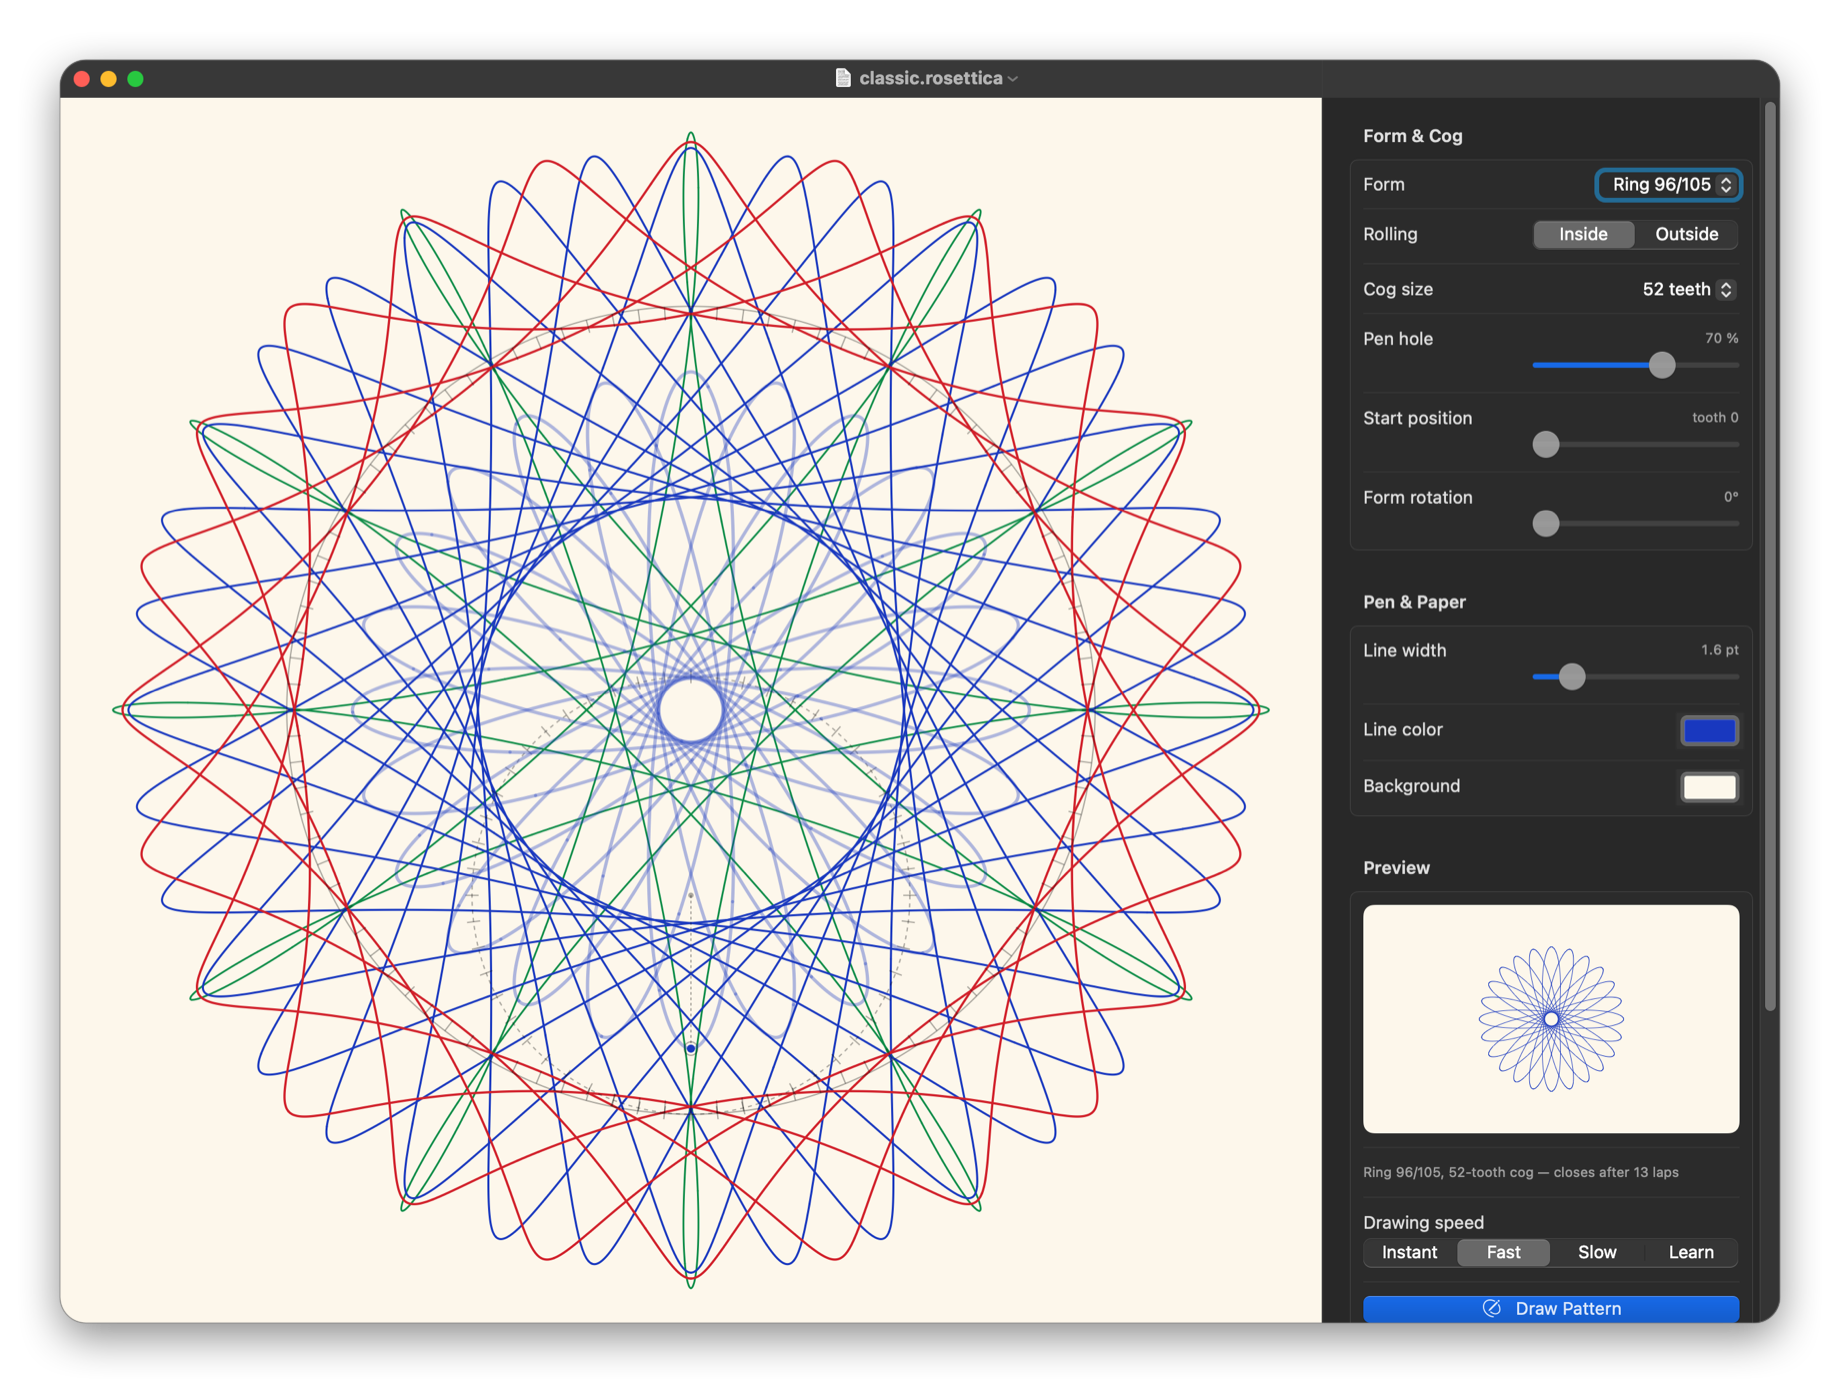 classic.rosettica
Form & Cog
Form
Ring 96/105
Rolling
Inside
Outside
Cog size
52 teeth
Pen hole
70 %
Start position
tooth 0
Form rotation
0°
Pen & Paper
Line width
1.6 pt
Line color
Background
Preview
Ring 96/105, 52-tooth cog — closes after 13 laps
Drawing speed
Instant
Fast
Slow
Learn
Draw Pattern